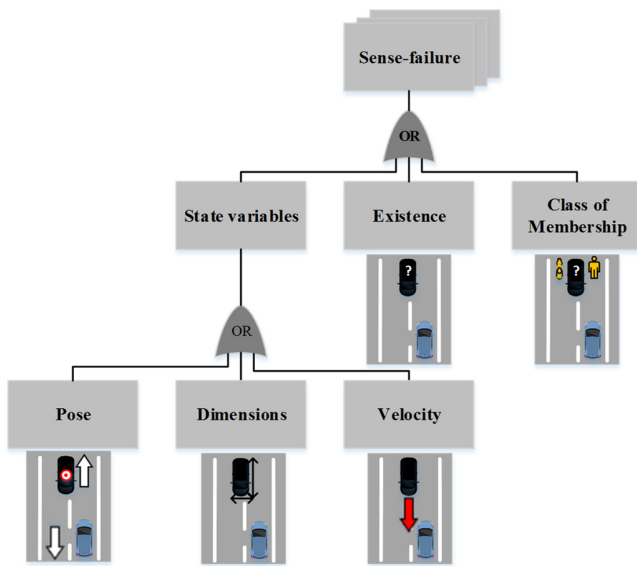 Sense-failure
OR
State variables
Existence
Class of
Membership
?
?
OR
Pose
Dimensions
Velocity